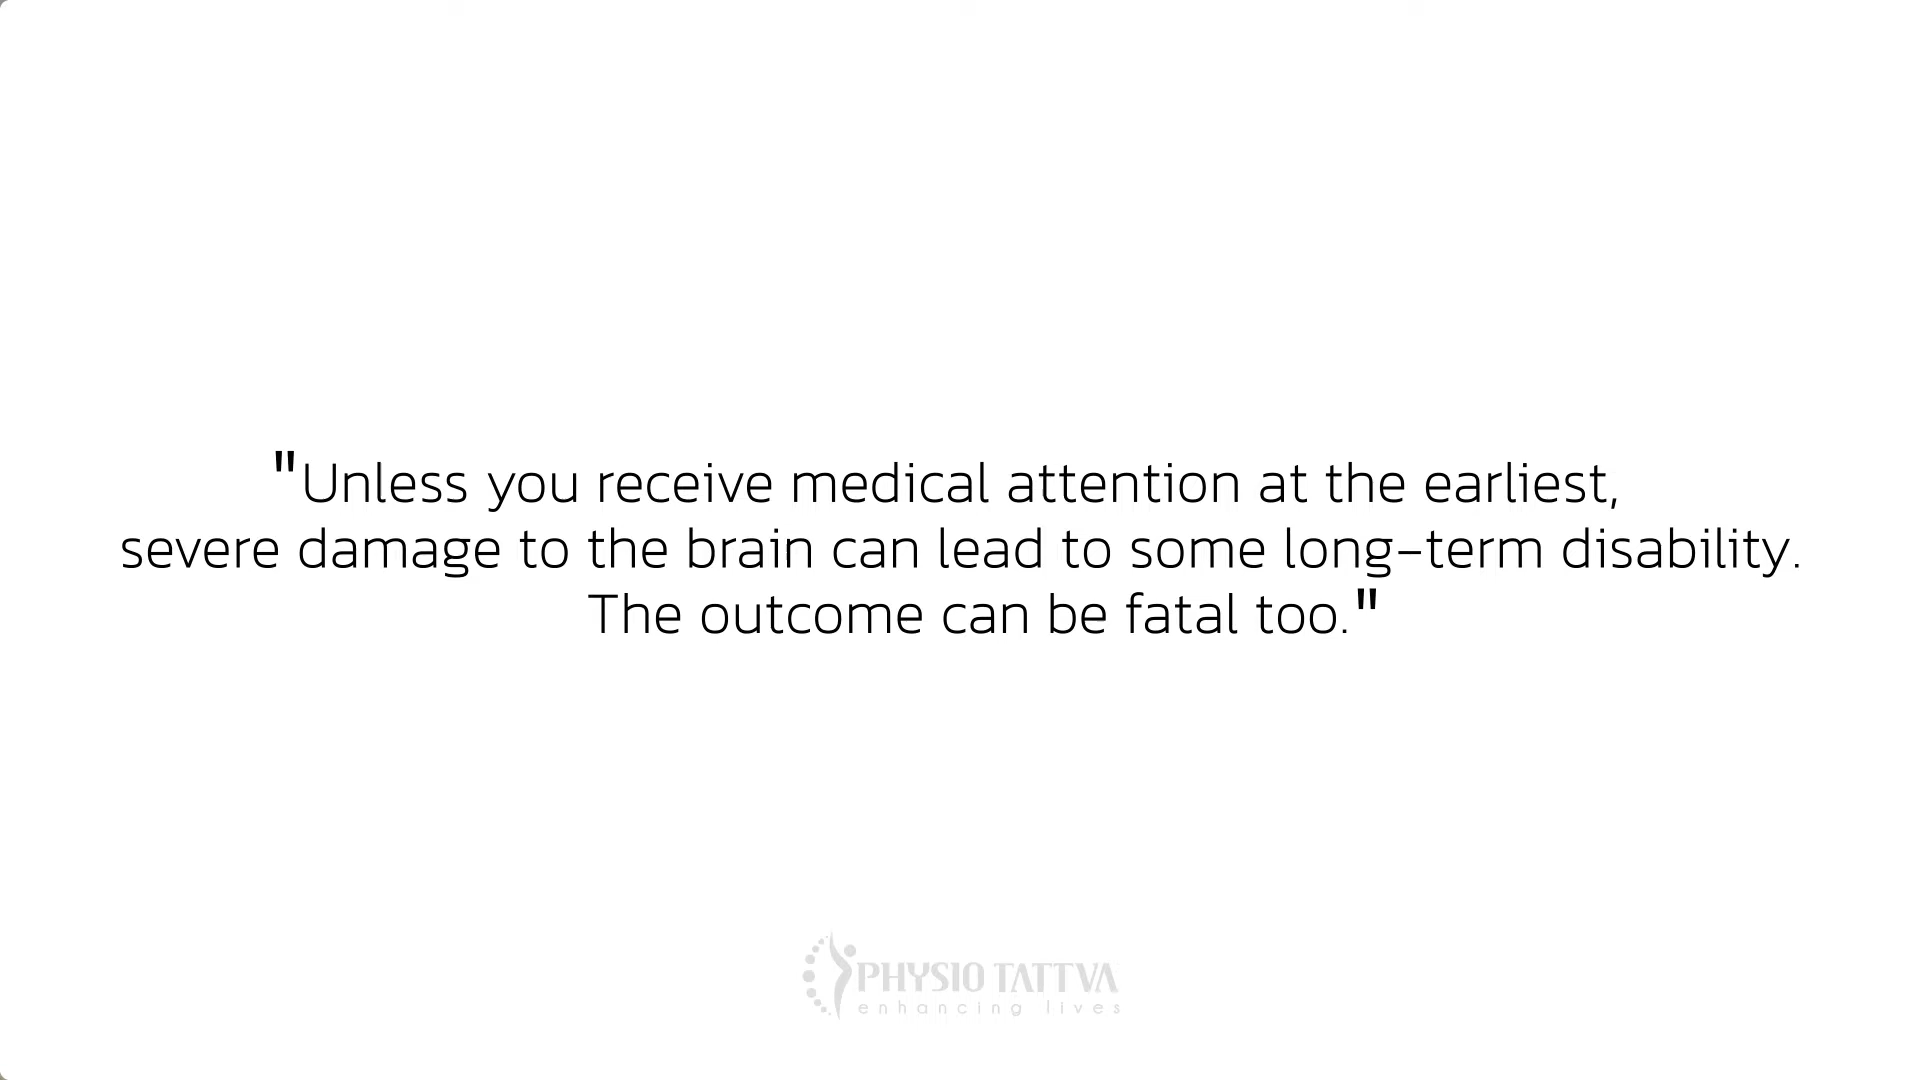 "Unless you receive medical attention at the earliest,
severe damage to the brain can lead to some long-term disability.
The outcome can be fatal too."
PHYSIO TATTVA
enhancing lives